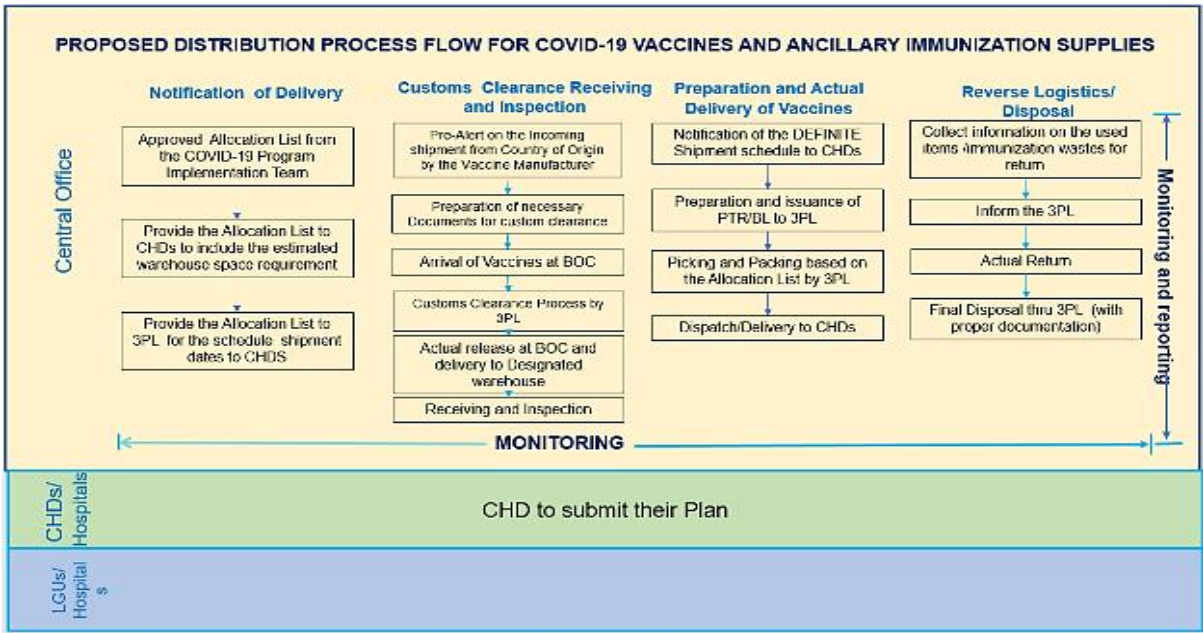 PROPOSED DISTRIBUTION PROCESS FLOW FOR COVID-19 VACCINES AND ANCILLARY IMMUNIZATION SUPPLIES
Central Office
Notification of Delivery
Approved Allocation List from
the COVID-19 Program
Implementation Team
Provide the Allocation List to
CHDs to include the estimated
warehouse space requirement
Provide the Allocation List to
3PL for the schedule shipment
dates to CHDS
Customs Clearance Receiving
and Inspection
Pre-Alert on the Incoming
shipment from Country of Origin
by the Vaccine Manufacturer
Preparation of necessary
Documents for custom clearance
Arrival of Vaccines at BOC
Customs Clearance Process by
3PL
Actual release at BOC and
delivery to Designated
warehouse
Receiving and Inspection
Preparation and Actual
Delivery of Vaccines
Notification of the DEFINITE
Shipment schedule to CHDs
Preparation and issuance of
PTR/BL to 3PL
Picking and Packing based on
the Allocation List by 3PL
Dispatch/Delivery to CHDs
Reverse Logistics/
Disposal
Collect information on the used
items /immunization wastes for
return
Inform the 3PL
Actual Return
Final Disposal thru 3PL (with
proper documentation)
Monitoring and reporting
MONITORING
CHDs/
Hospitals
CHD to submit their Plan
LGUs/
Hospital
s